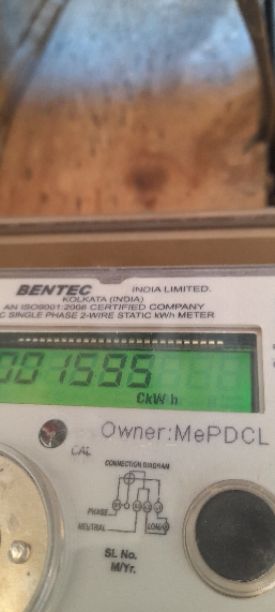 BENTEC INDIA LIMITED.
KOLKATA (INDIA)
AN ISO9001:2008 CERTIFIED COMPANY
C SINGLE PHASE 2-WIRE STATIC kWh METER
001595
CkWh
Owner:MePDCL
CAL
CONNECTION DIAGRAM
PHASE
NEUTRAL
LOAD
SL No.
M/Yr.